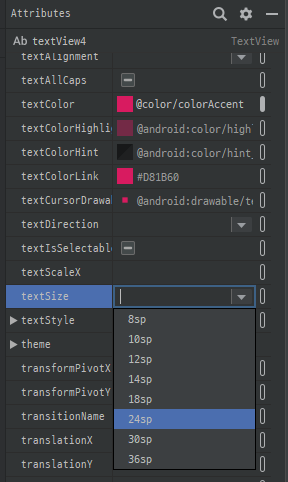 Attributes
Ab textView4 TextView
textAlignment
textAllCaps
textColor @color/colorAccent
textColorHighli @android:color/high
textColorHint @android:color/hint_
textColorLink #D81B60
textCursorDrawa @android:drawable/te
textDirection
textIsSelectable
textScaleX
textSize
8sp
10sp
12sp
14sp
18sp
24sp
30sp
36sp
textStyle
theme
transformPivotX
transformPivotY
transitionName
translationX
translationY